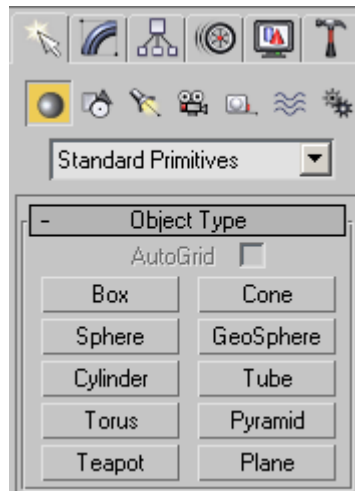 Standard Primitives
- Object Type
AutoGrid
Box Cone
Sphere GeoSphere
Cylinder Tube
Torus Pyramid
Teapot Plane